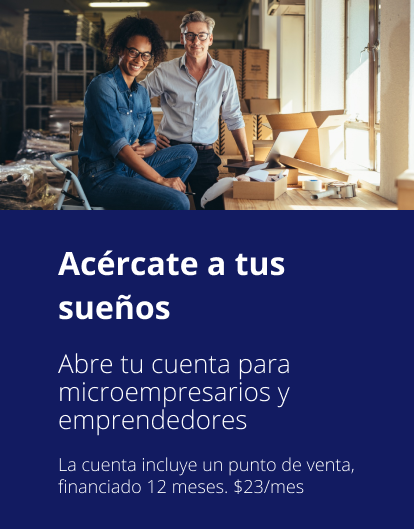 Acércate a tus
sueños
Abre tu cuenta para
microempresarios y
emprendedores
La cuenta incluye un punto de venta,
financiado 12 meses. $23/mes